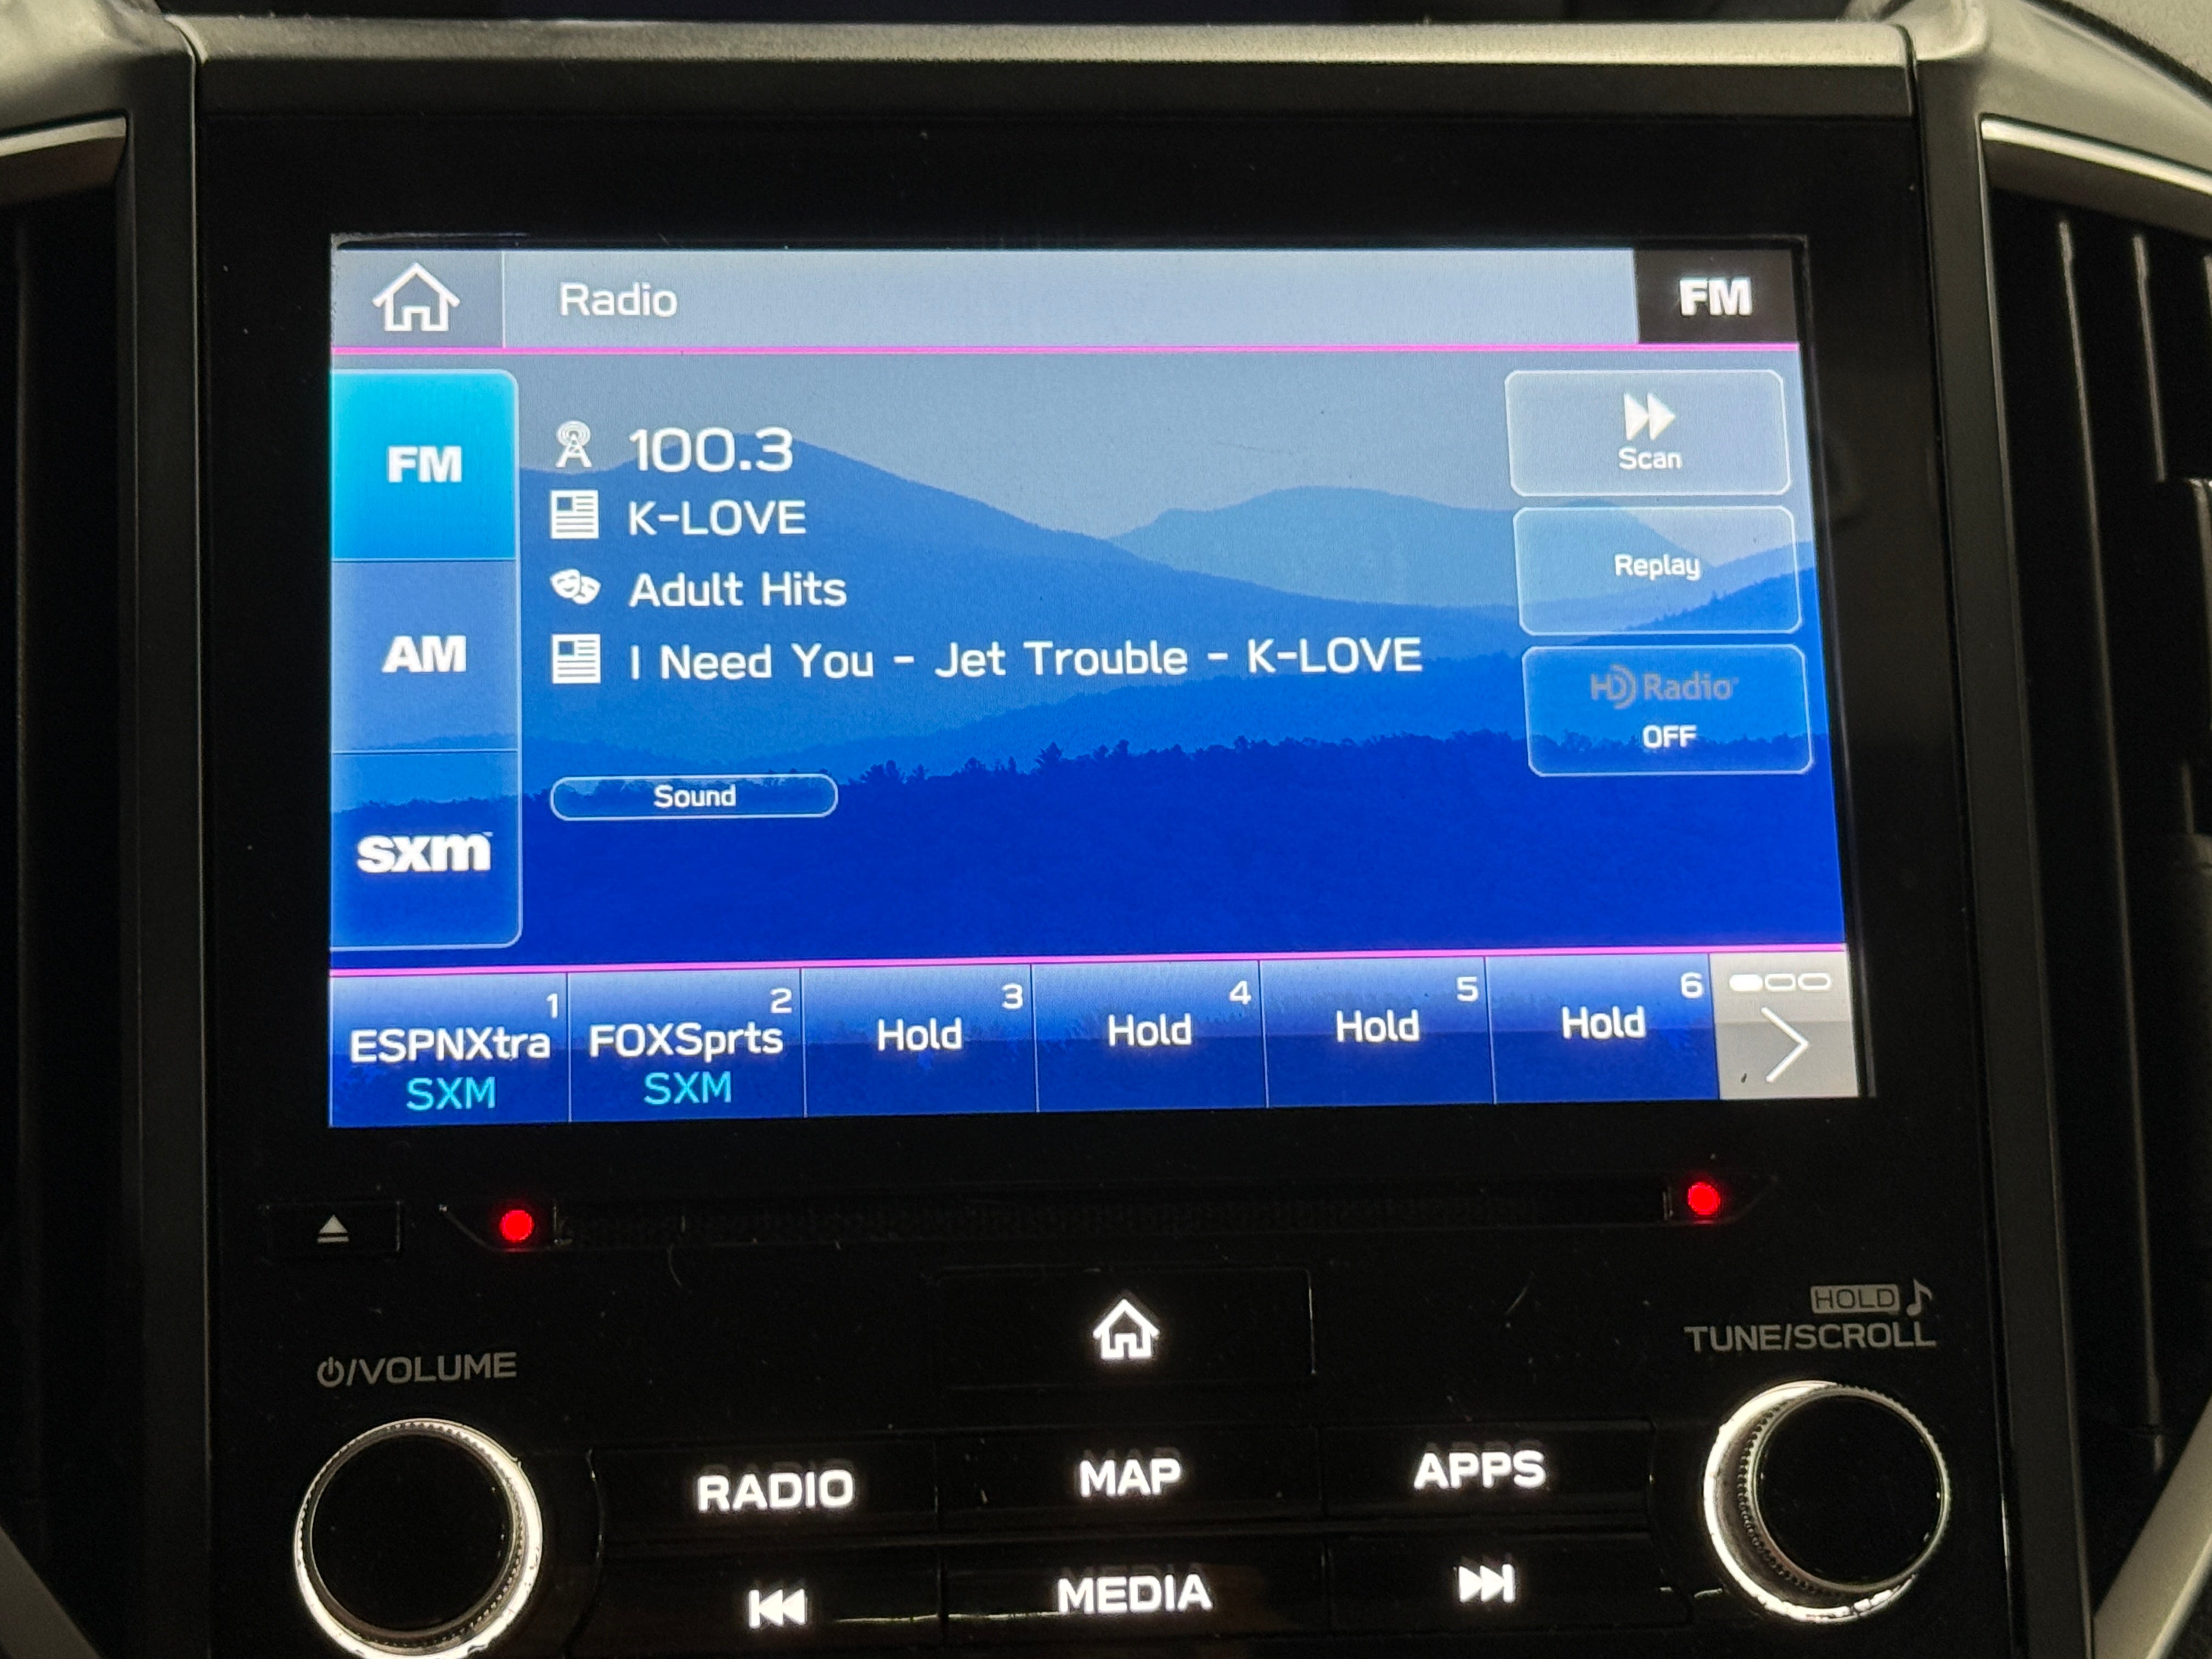 Radio
FM
FM
100.3
K-LOVE
Adult Hits
I Need You - Jet Trouble - K-LOVE
Scan
Replay
HD Radio
OFF
AM
sxm
Sound
1
ESPNXtra
SXM
2
FOXSprts
SXM
3
Hold
4
Hold
5
Hold
6
Hold
HOLD
TUNE/SCROLL
/VOLUME
RADIO
MAP
APPS
MEDIA